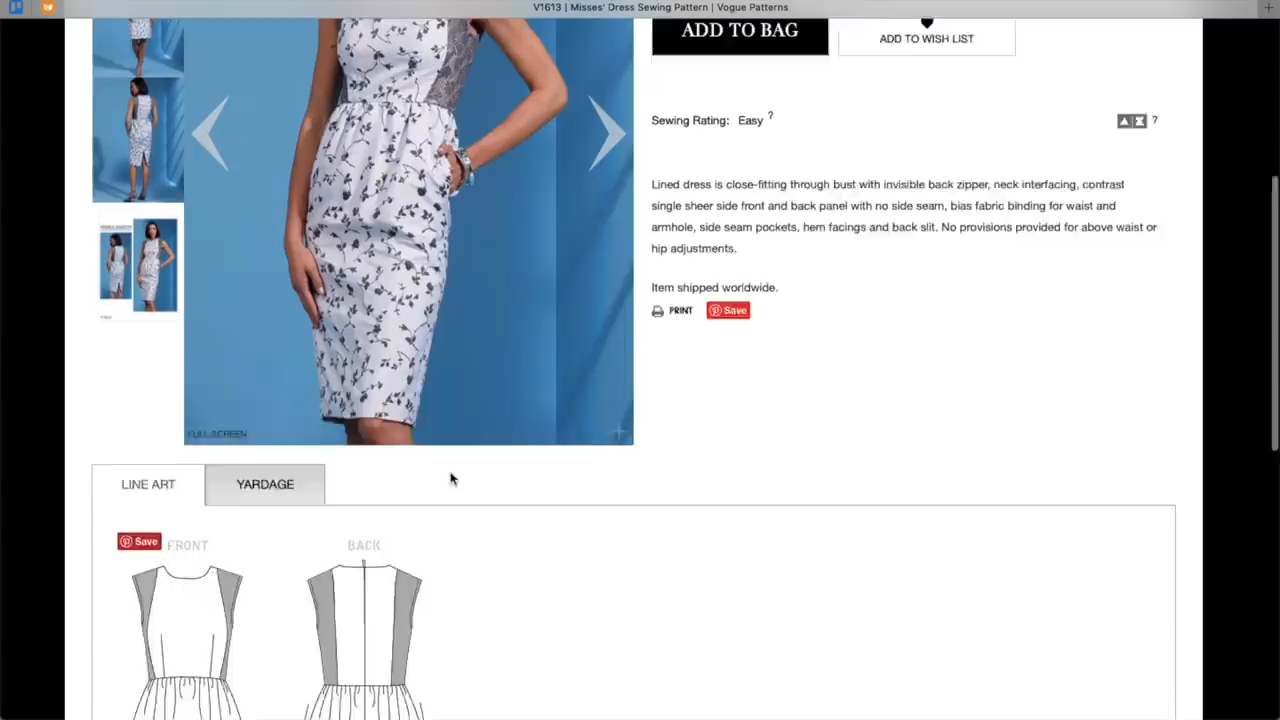 V1613 | Misses' Dress Sewing Pattern | Vogue Patterns
ADD TO BAG
ADD TO WISH LIST
Sewing Rating: Easy ?
?
Lined dress is close-fitting through bust with invisible back zipper, neck interfacing, contrast
single sheer side front and back panel with no side seam, bias fabric binding for waist and
armhole, side seam pockets, hem facings and back slit. No provisions provided for above waist or
hip adjustments.
Item shipped worldwide.
PRINT
Save
FULL SCREEN
LINE ART
YARDAGE
Save
FRONT
BACK